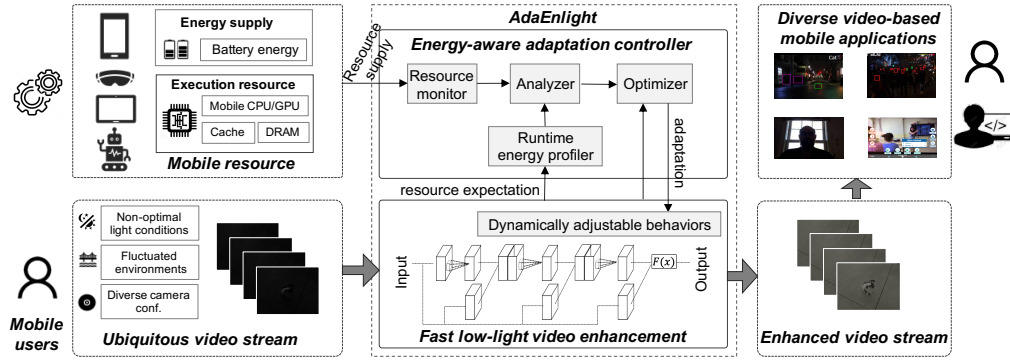 Energy supply
Battery energy
Execution resource
Mobile CPU/GPU
Cache
DRAM
Mobile resource
Resource
supply
AdaEnlight
Energy-aware adaptation controller
Resource
monitor
Analyzer
Optimizer
Runtime
energy profiler
adaptation
resource expectation
Diverse video-based
mobile applications
</>
Mobile
users
Non-optimal
light conditions
Fluctuated
environments
Diverse camera
conf.
Ubiquitous video stream
Dynamically adjustable behaviors
Input
F(x)
Output
Fast low-light video enhancement
Enhanced video stream